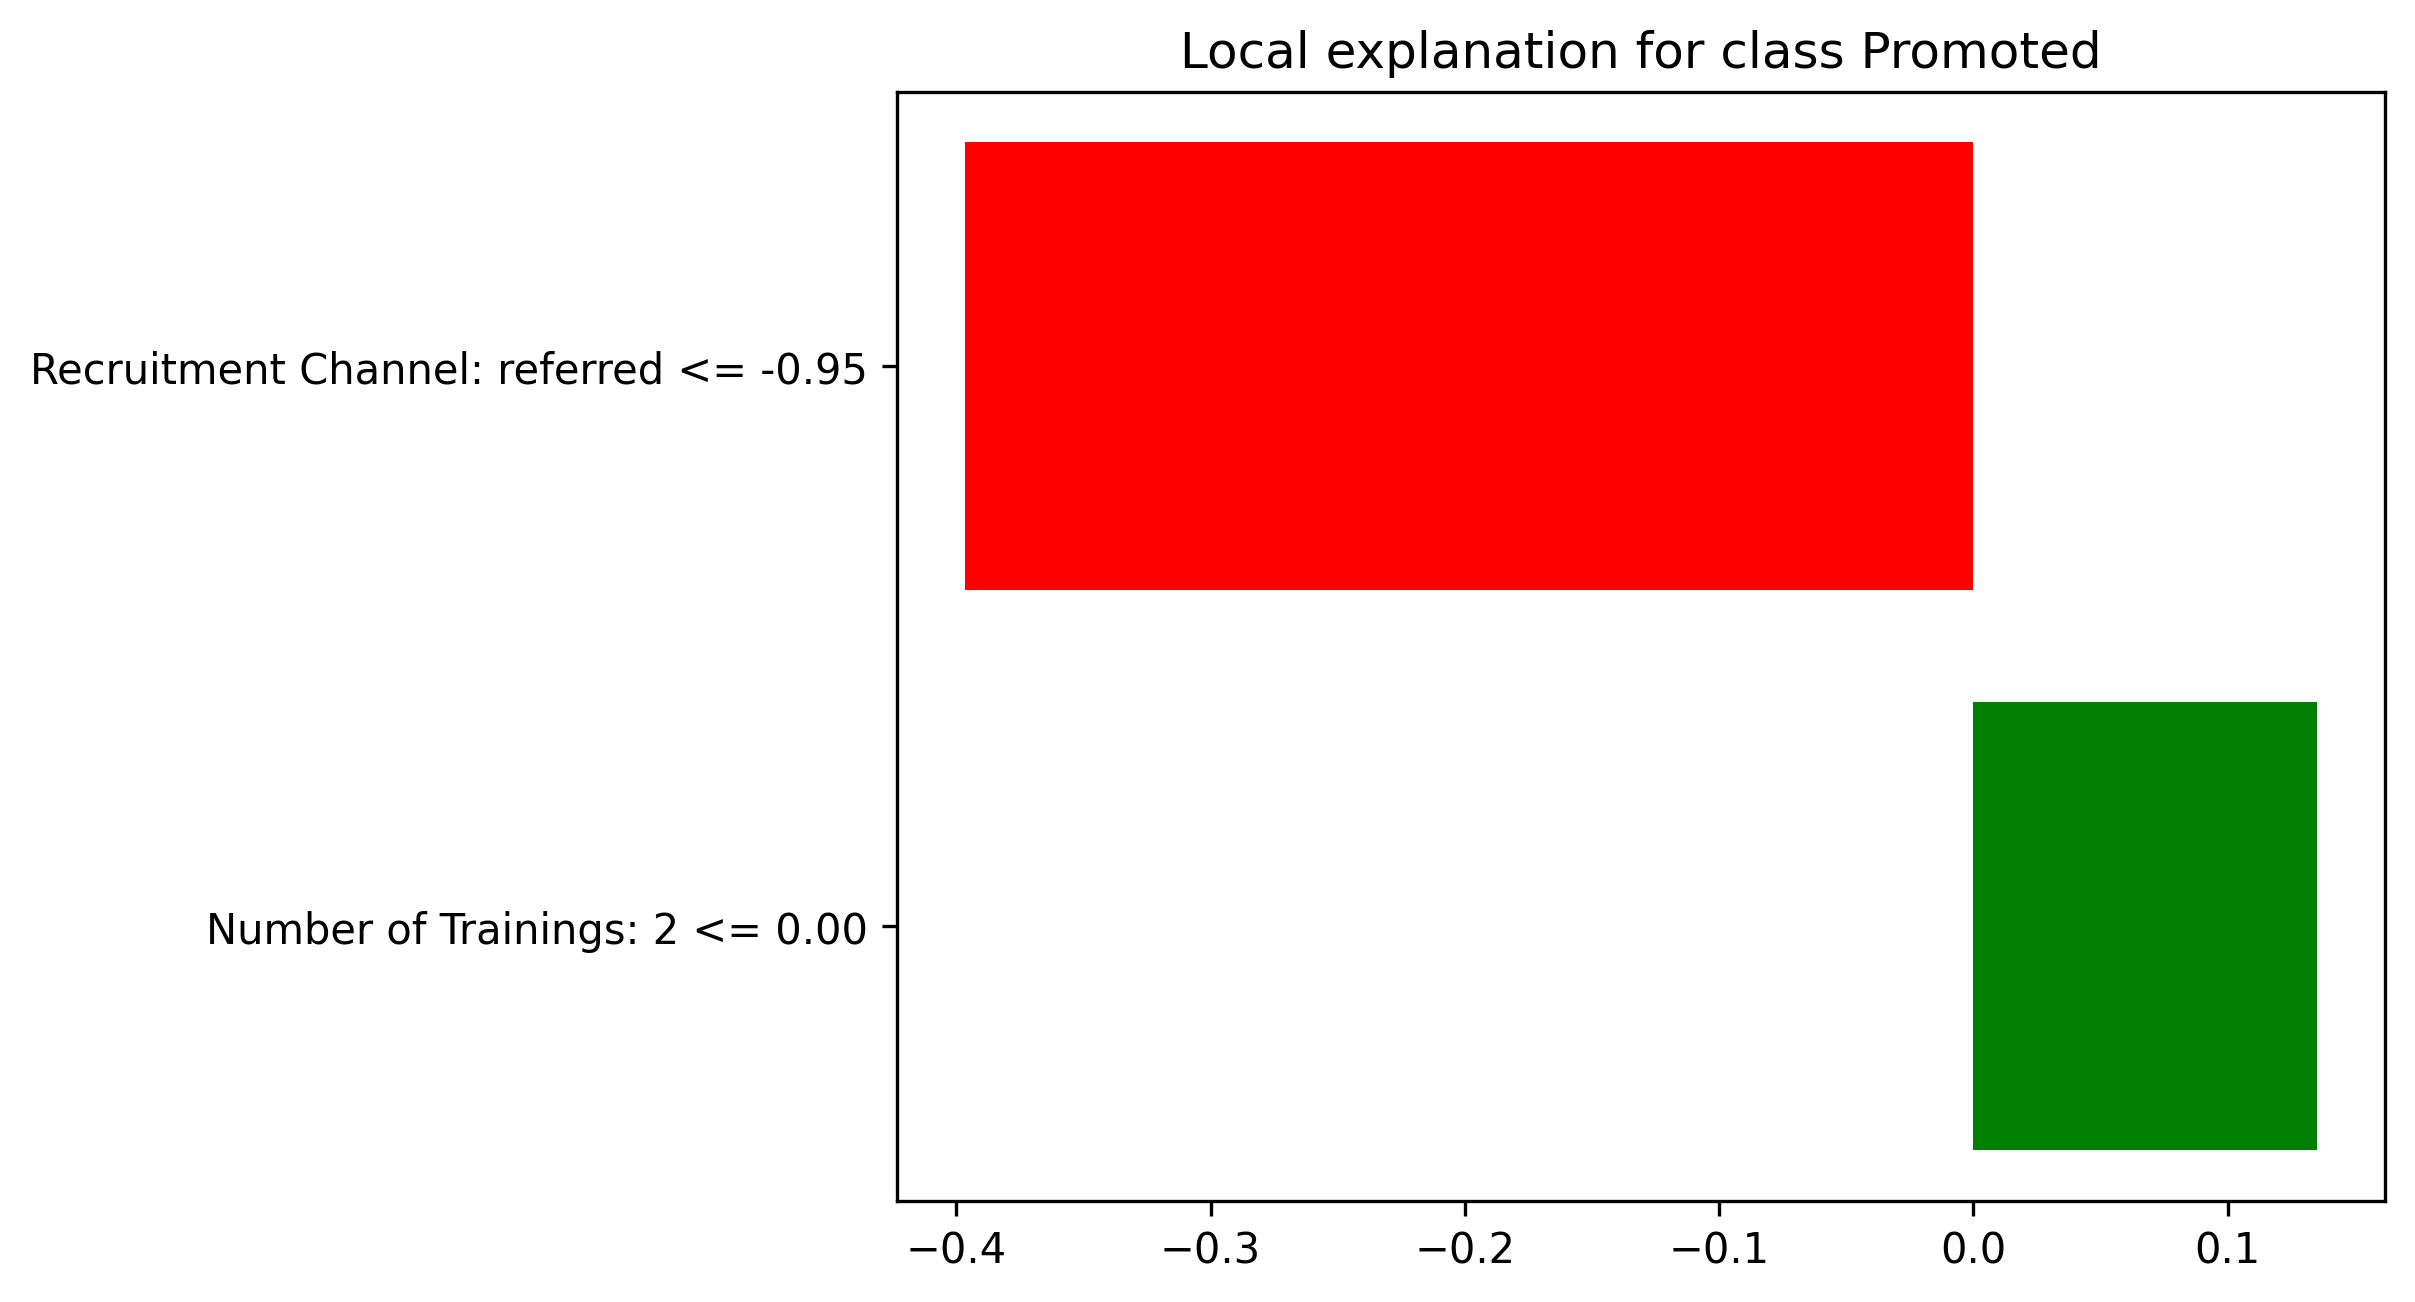 Local explanation for class Promoted
Recruitment Channel: referred <= -0.95
Number of Trainings: 2 <= 0.00
−0.4 −0.3 −0.2 −0.1 0.0 0.1